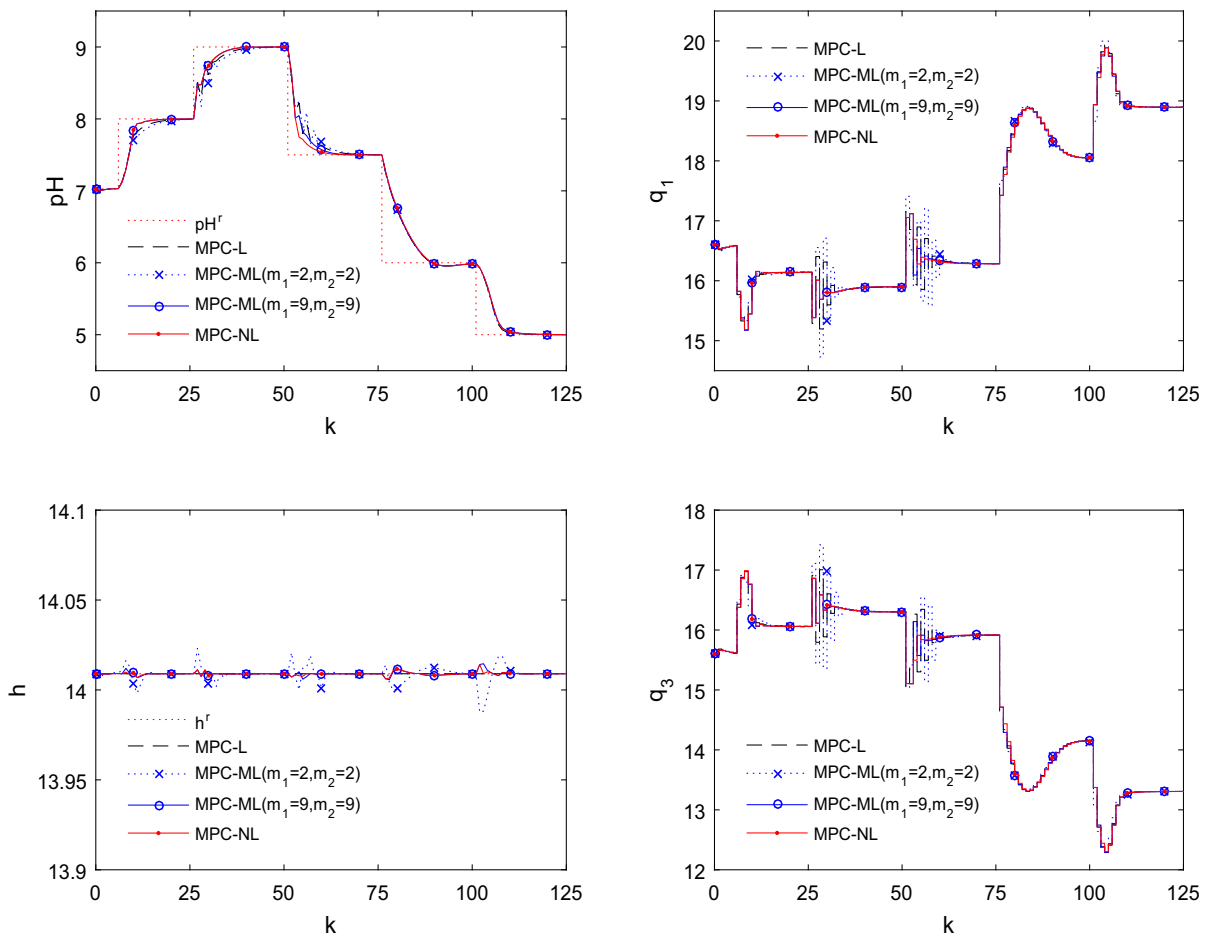 pH
9
8
7
6
5
pH^r
MPC-L
MPC-ML(m_1=2,m_2=2)
MPC-ML(m_1=9,m_2=9)
MPC-NL
0 25 50 75 100 125
k
q_1
20
19
18
17
16
15
MPC-L
MPC-ML(m_1=2,m_2=2)
MPC-ML(m_1=9,m_2=9)
MPC-NL
0 25 50 75 100 125
k
h
14.1
14.05
14
13.95
13.9
h^r
MPC-L
MPC-ML(m_1=2,m_2=2)
MPC-ML(m_1=9,m_2=9)
MPC-NL
0 25 50 75 100 125
k
q_3
18
17
16
15
14
13
12
MPC-L
MPC-ML(m_1=2,m_2=2)
MPC-ML(m_1=9,m_2=9)
MPC-NL
0 25 50 75 100 125
k